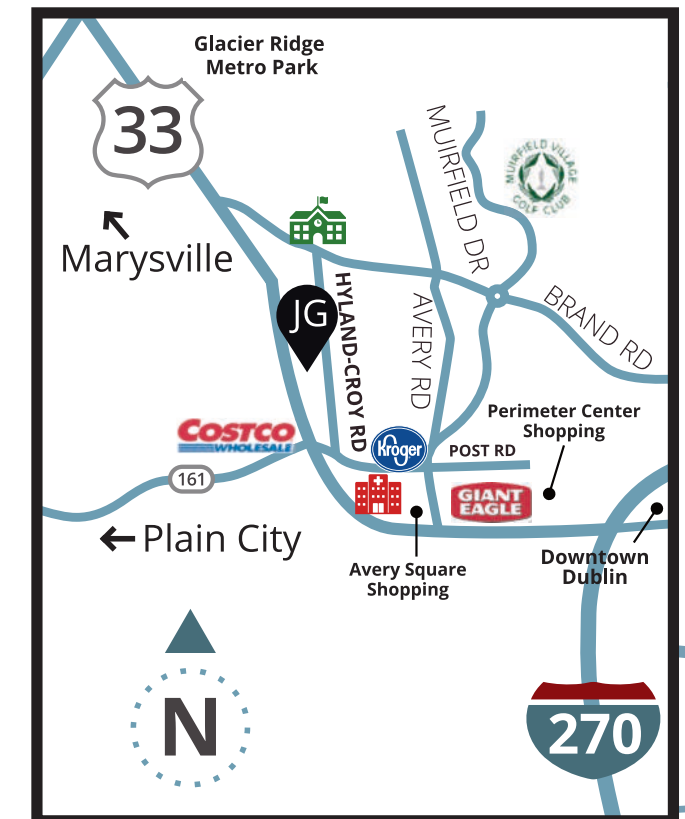 Glacier Ridge
Metro Park
33
MUIRFIELD DR
MUIRFIELD VILLAGE
GOLF CLUB
Marysville
JG
HYLAND-CROY RD
AVERY RD
BRAND RD
Perimeter Center
Shopping
COSTCO
WHOLESALE
Kroger
POST RD
161
GIANT
EAGLE
Plain City
Avery Square
Shopping
Downtown
Dublin
N
270